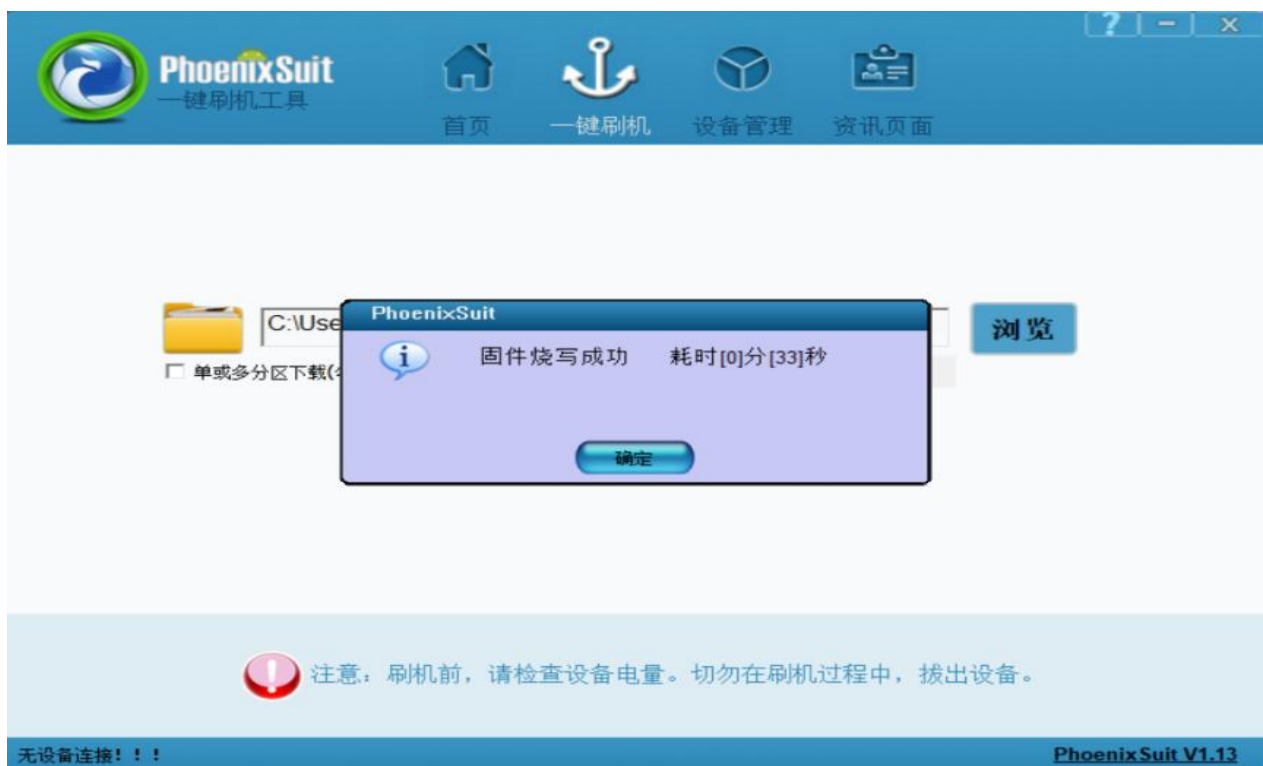 ? - x
PhoenixSuit
一键刷机工具
首页 一键刷机 设备管理 资讯页面
PhoenixSuit
C:\Use
浏览
固件烧写成功 耗时[0]分[33]秒
单或多分区下载(
确定
注意：刷机前，请检查设备电量。切勿在刷机过程中，拔出设备。
无设备连接！！！
PhoenixSuit V1.13